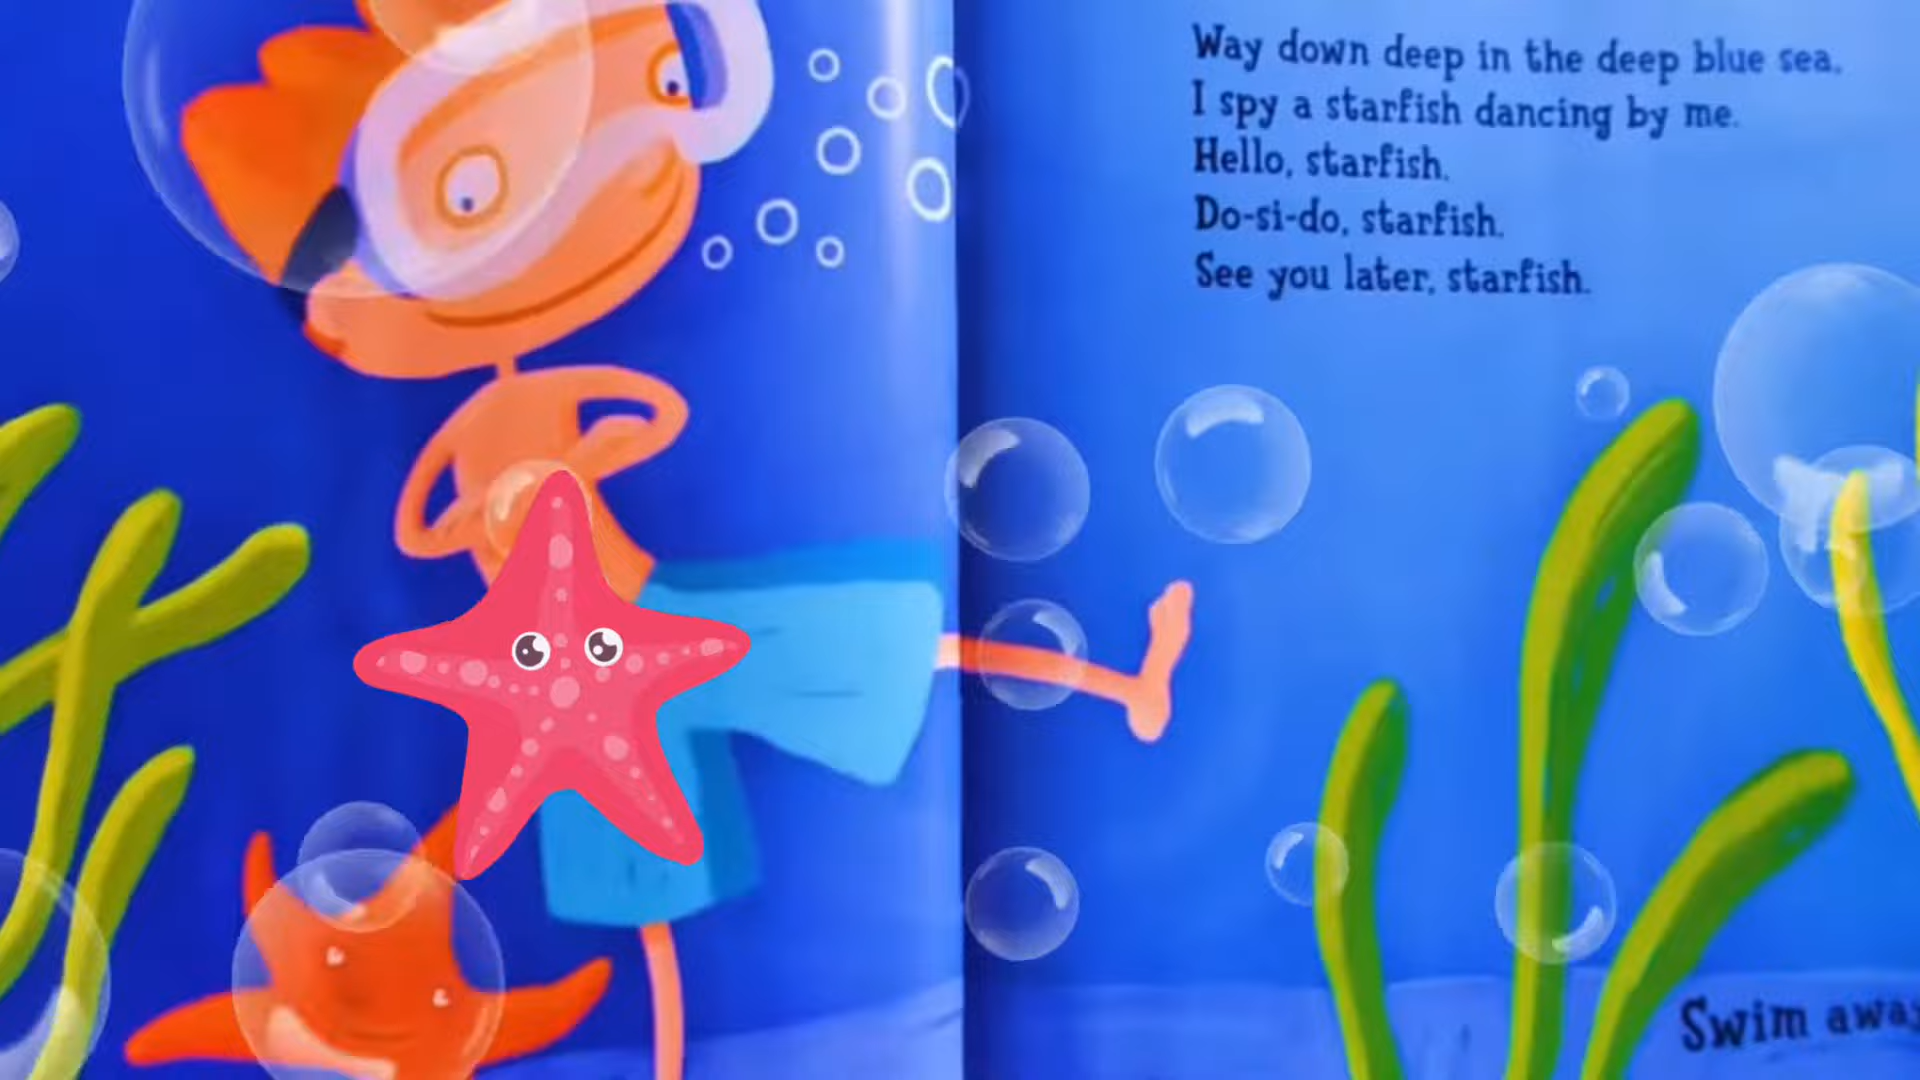 Way down deep in the deep blue sea,
I spy a starfish dancing by me.
Hello, starfish.
Do-si-do, starfish.
See you later, starfish.
Swim away